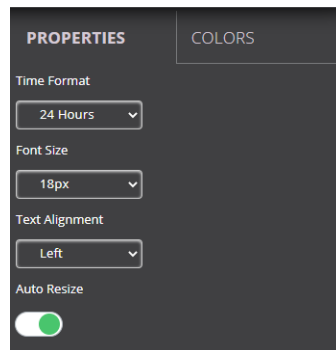 PROPERTIES COLORS
Time Format
24 Hours
Font Size
18px
Text Alignment
Left
Auto Resize